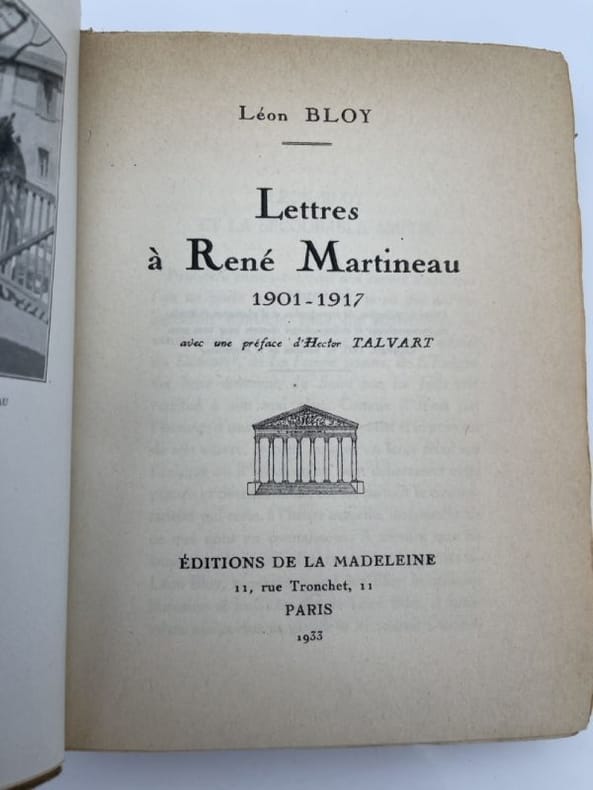 Léon BLOY
Lettres
à René Martineau
1901-1917
avec une préface d'Hector TALVART
ÉDITIONS DE LA MADELEINE
11, rue Tronchet, 11
PARIS
1933